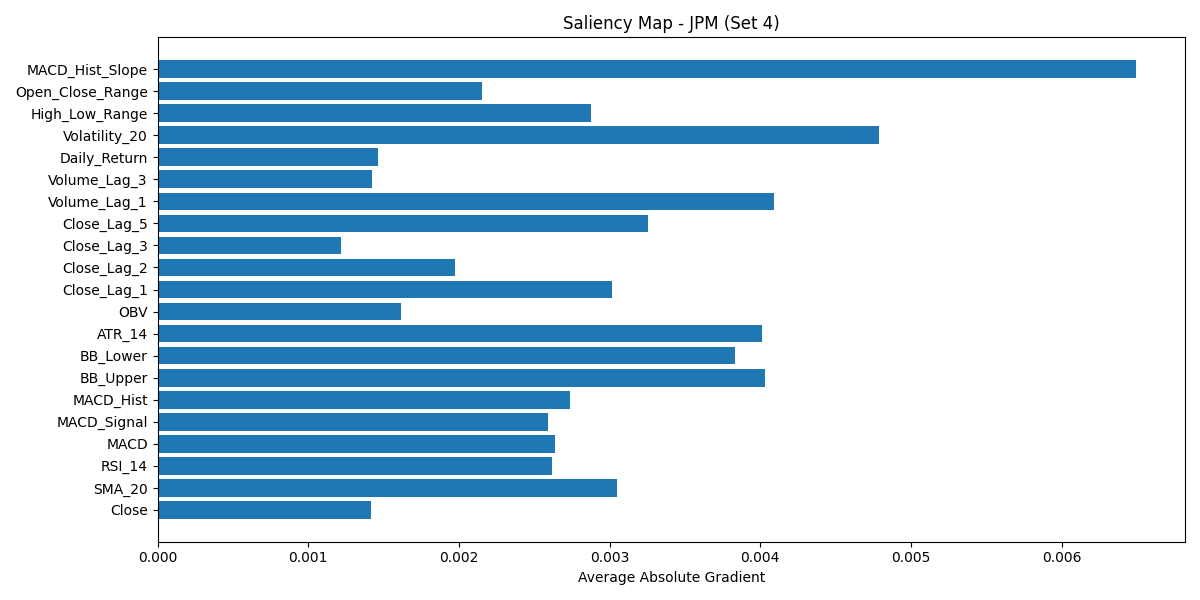 Saliency Map - JPM (Set 4)
MACD_Hist_Slope
Open_Close_Range
High_Low_Range
Volatility_20
Daily_Return
Volume_Lag_3
Volume_Lag_1
Close_Lag_5
Close_Lag_3
Close_Lag_2
Close_Lag_1
OBV
ATR_14
BB_Lower
BB_Upper
MACD_Hist
MACD_Signal
MACD
RSI_14
SMA_20
Close
0.000 0.001 0.002 0.003 0.004 0.005 0.006
Average Absolute Gradient